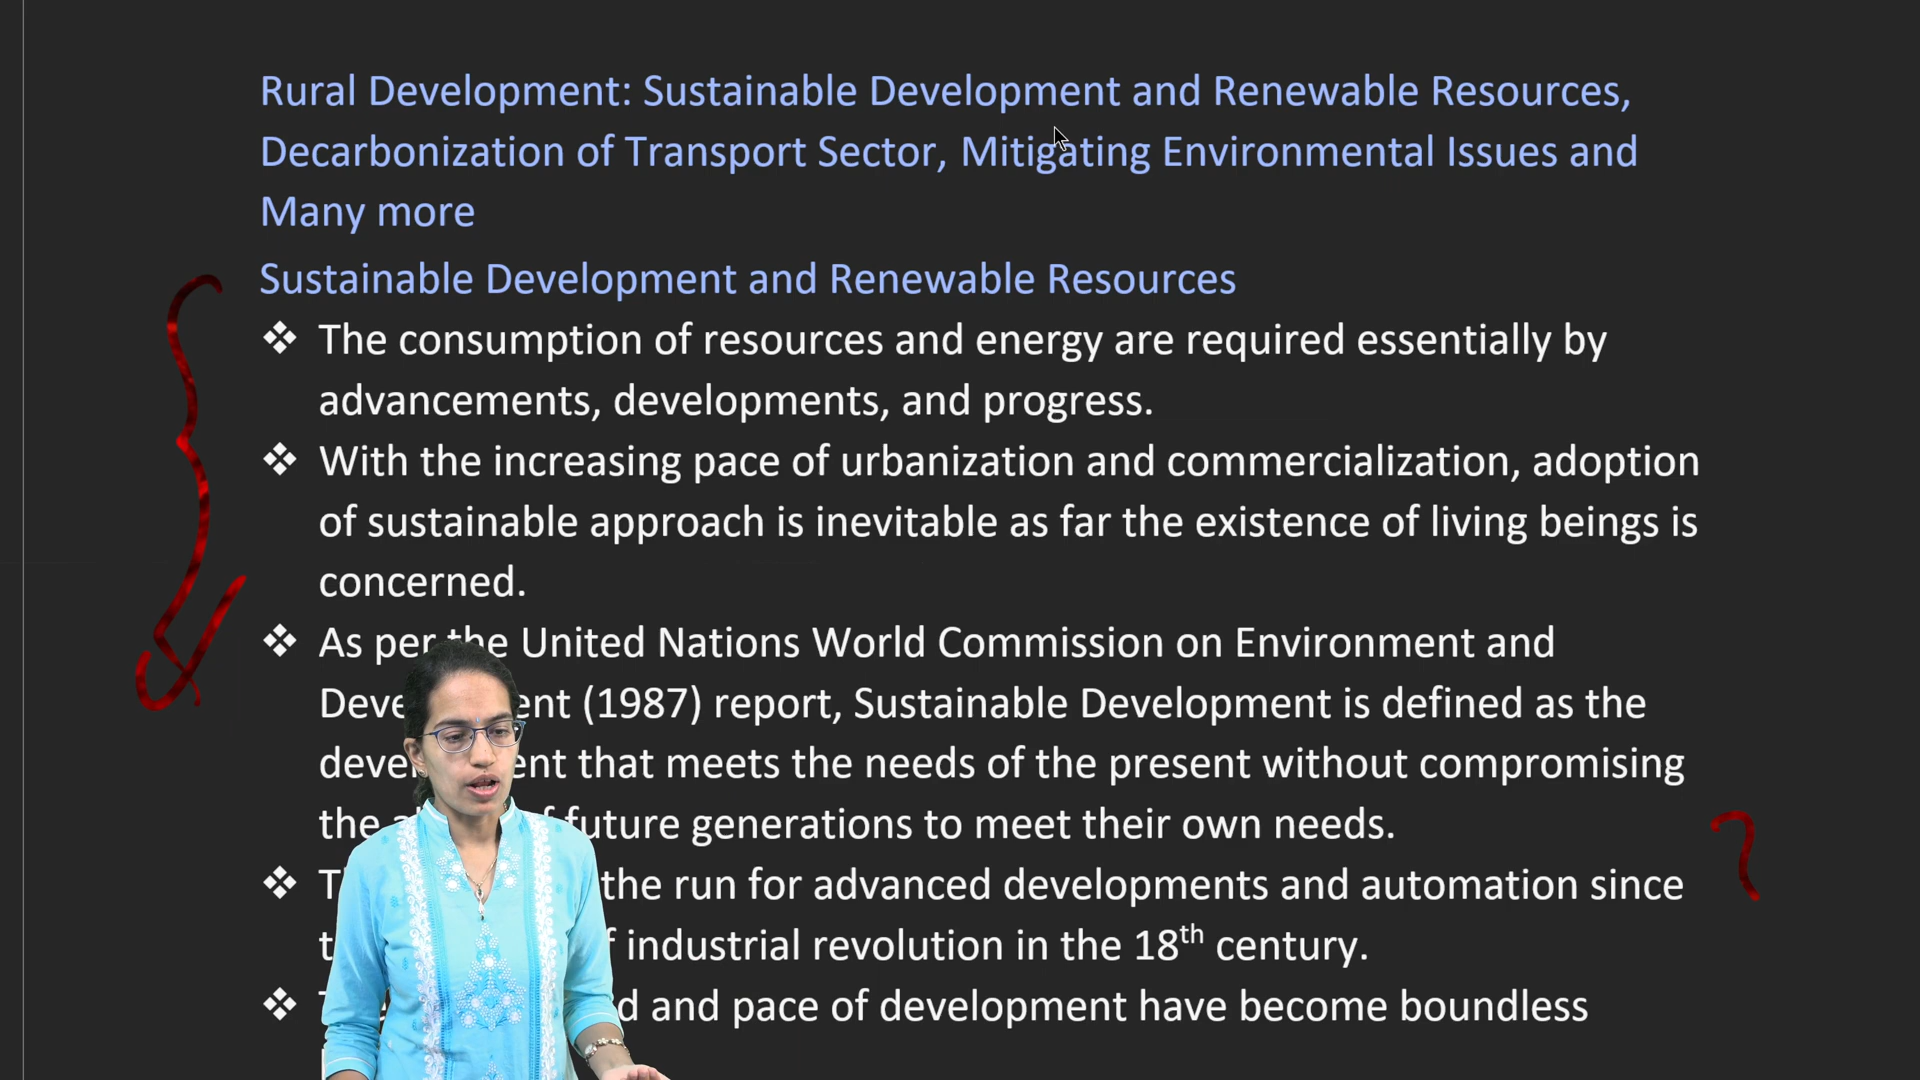 Rural Development: Sustainable Development and Renewable Resources,
Decarbonization of Transport Sector, Mitigating Environmental Issues and
Many more
Sustainable Development and Renewable Resources
❖ The consumption of resources and energy are required essentially by
advancements, developments, and progress.
❖ With the increasing pace of urbanization and commercialization, adoption
of sustainable approach is inevitable as far the existence of living beings is
concerned.
❖ As per the United Nations World Commission on Environment and
(1987) report, Sustainable Development is defined as the
that meets the needs of the present without compromising
the future generations to meet their own needs.
❖ the run for advanced developments and automation since
industrial revolution in the 18th century.
❖ and pace of development have become boundless